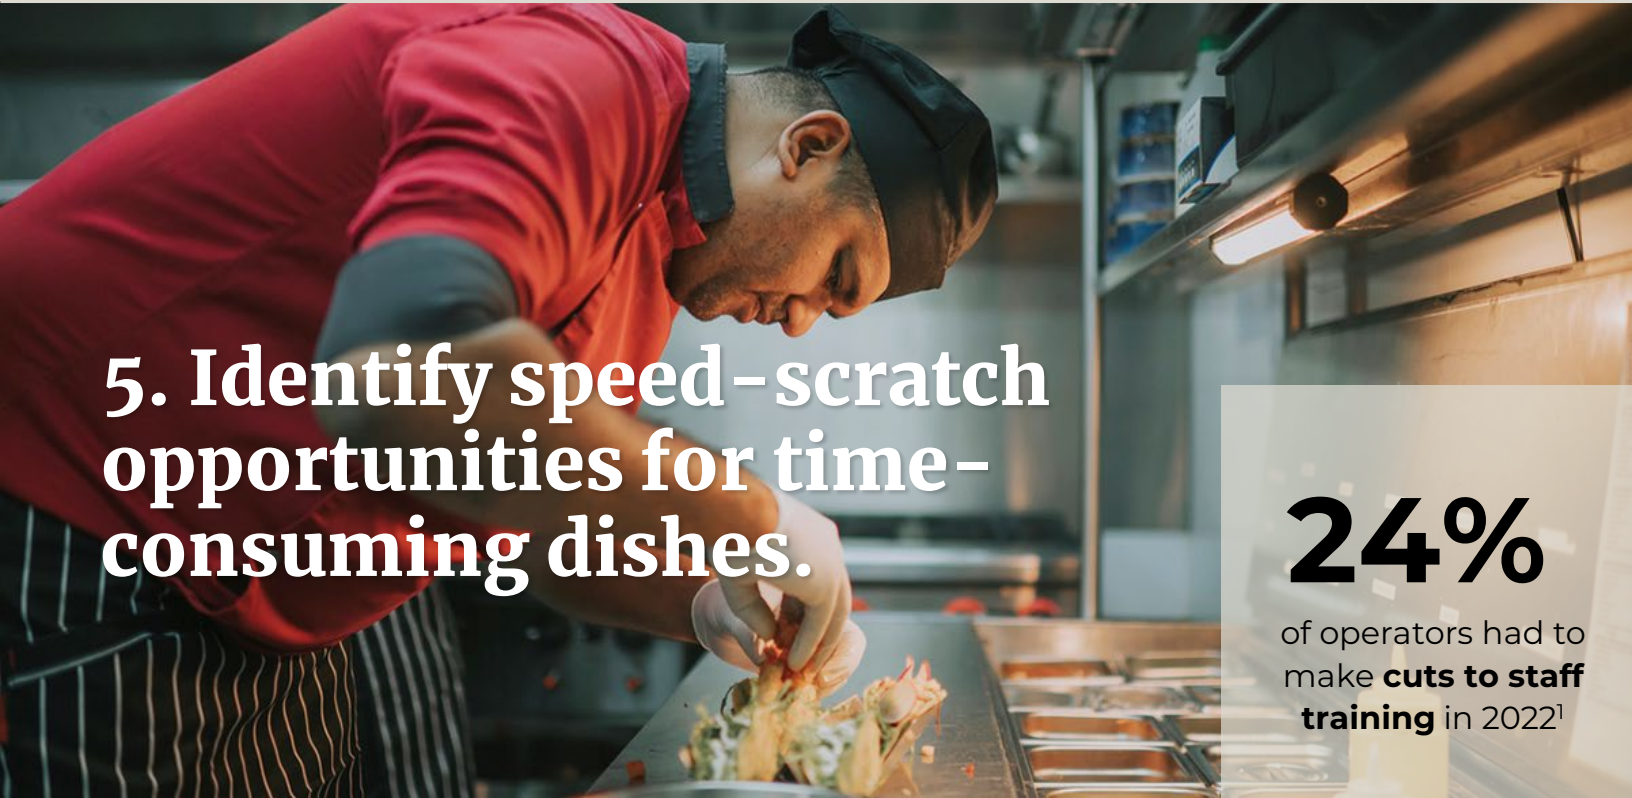 5. Identify speed-scratch
opportunities for time-
consuming dishes.
24%
of operators had to
make cuts to staff
training in 2022¹